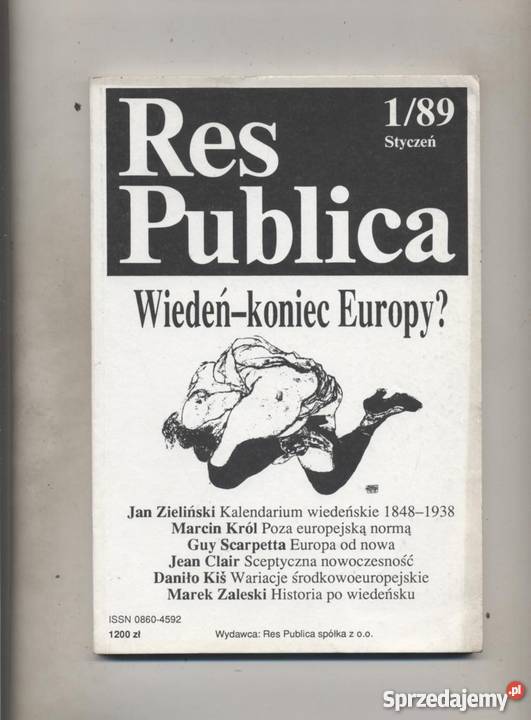 Res
Publica
1/89
Styczeń
Wiedeń–koniec Europy?
Jan Zieliński Kalendarium wiedeńskie 1848–1938
Marcin Król Poza europejską normą
Guy Scarpetta Europa od nowa
Jean Clair Sceptyczna nowoczesność
Daniło Kiš Wariacje środkowoeuropejskie
Marek Zaleski Historia po wiedeńsku
ISSN 0860-4592
1200 zł
Wydawca: Res Publica spółka z o.o.
Sprzedajemy.pl